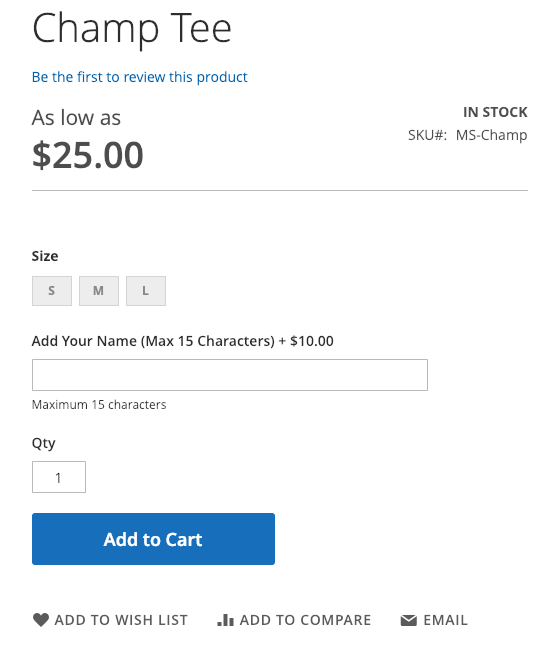 Champ Tee
Be the first to review this product
As low as
$25.00
IN STOCK
SKU#: MS-Champ
Size
S M L
Add Your Name (Max 15 Characters) + $10.00
Maximum 15 characters
Qty
1
Add to Cart
ADD TO WISH LIST ADD TO COMPARE EMAIL